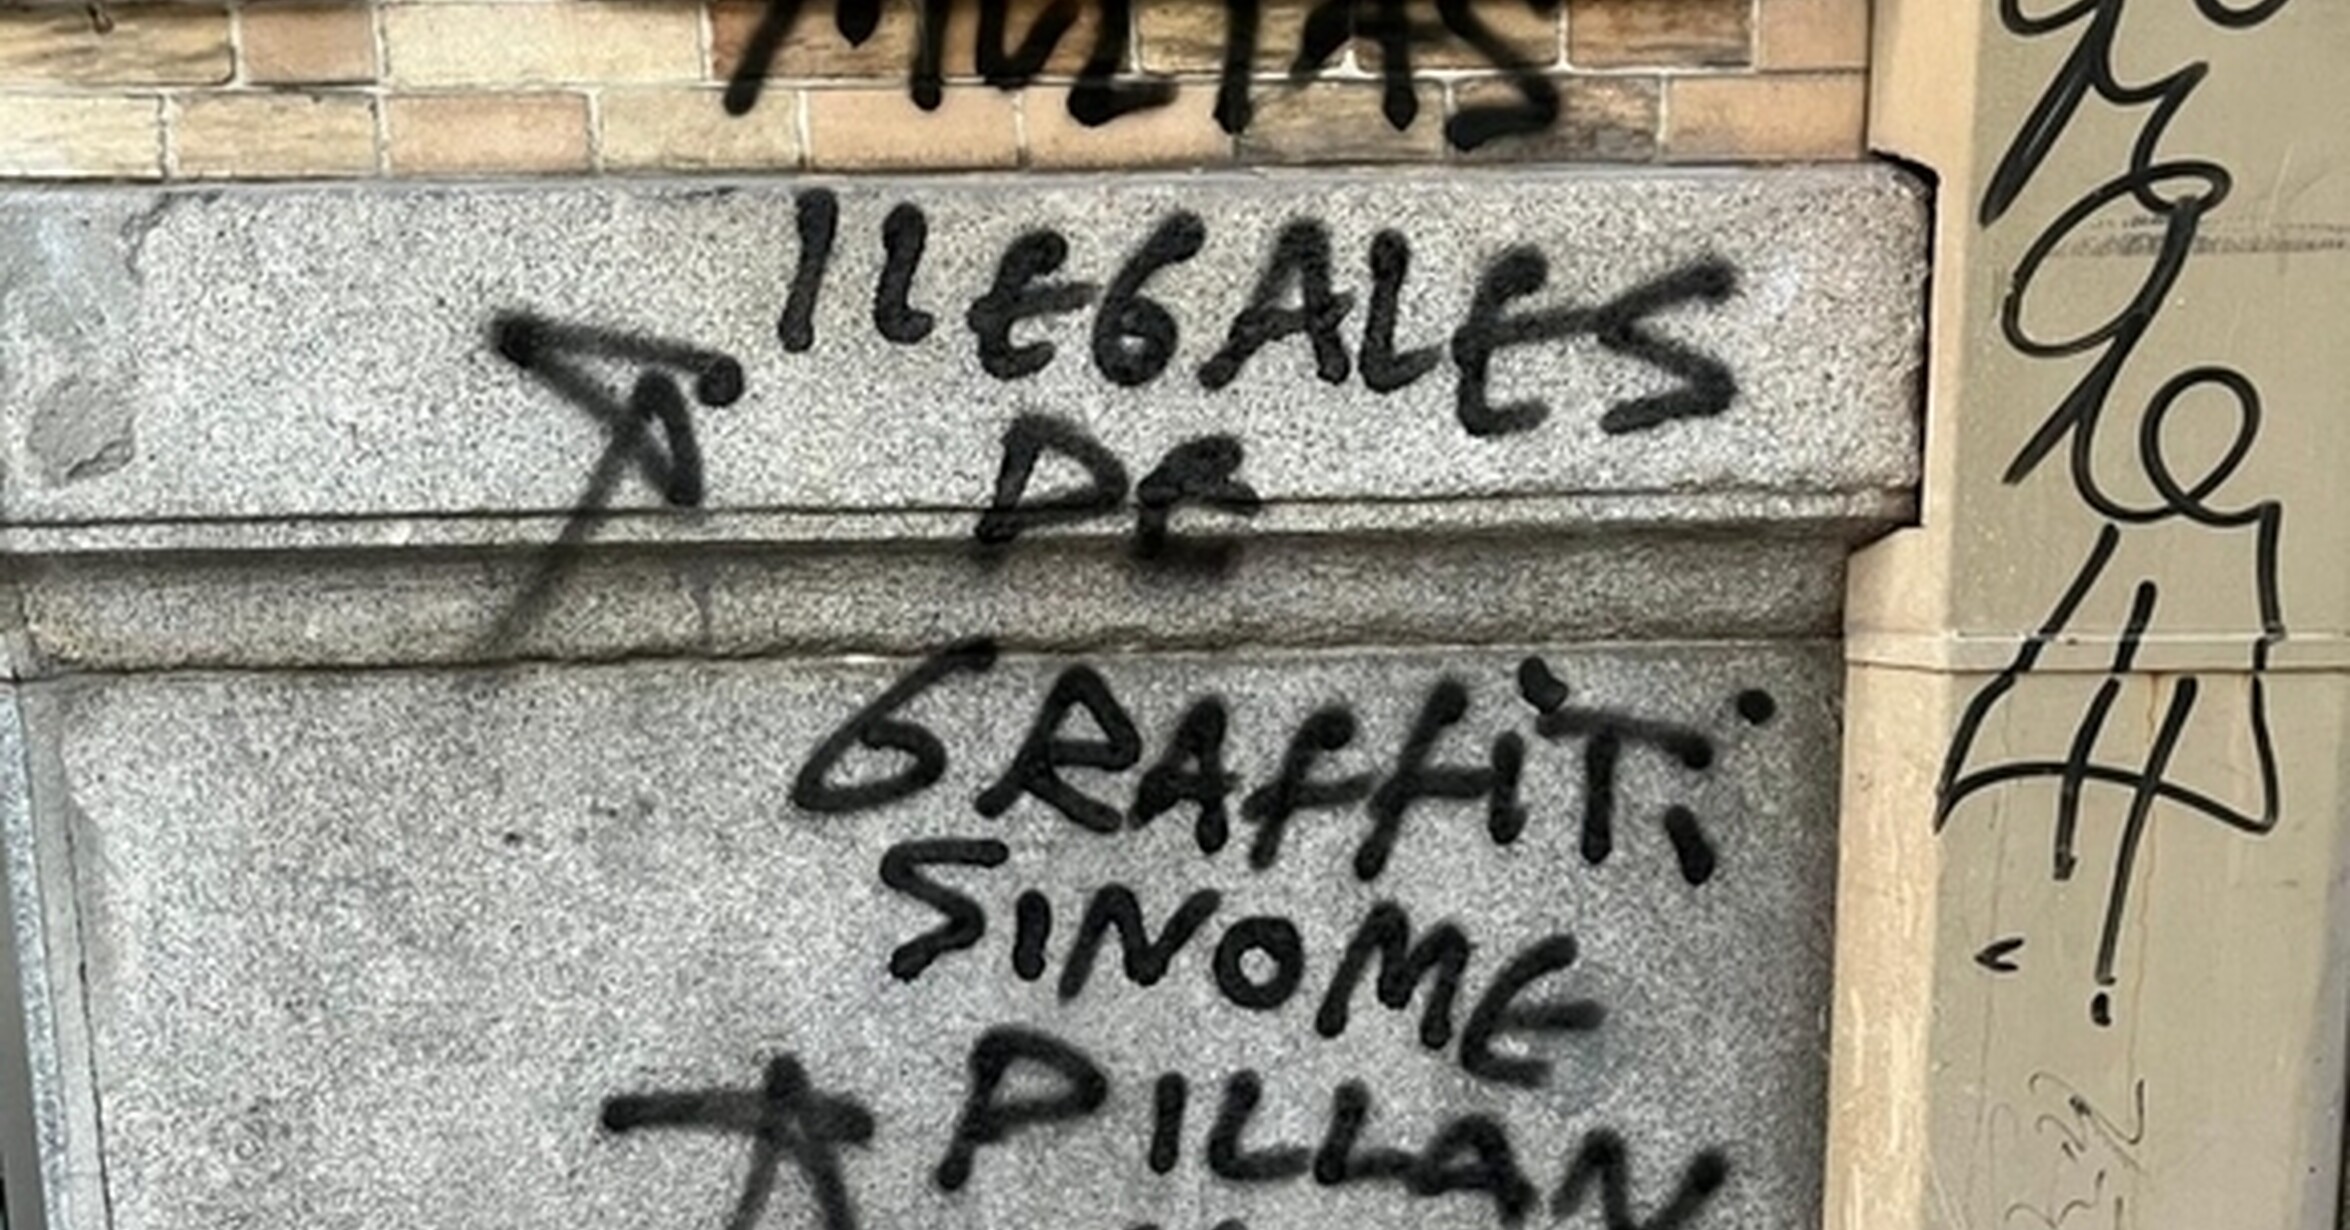 MULTAS
ILEGALES
DE
GRAFFITI
SINOME
PILLAN